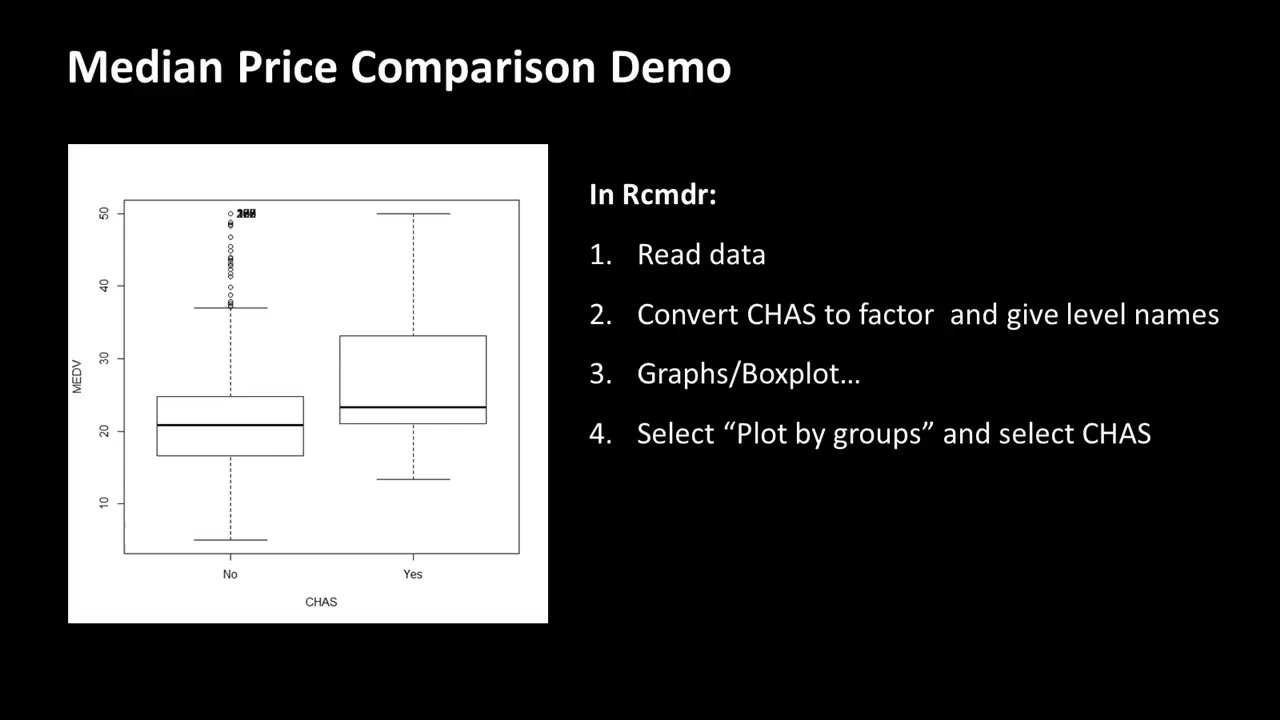 Median Price Comparison Demo
In Rcmdr:
1. Read data
2. Convert CHAS to factor  and give level names
3. Graphs/Boxplot…
4. Select “Plot by groups” and select CHAS
50
40
30
20
10
MEDV
No
Yes
CHAS